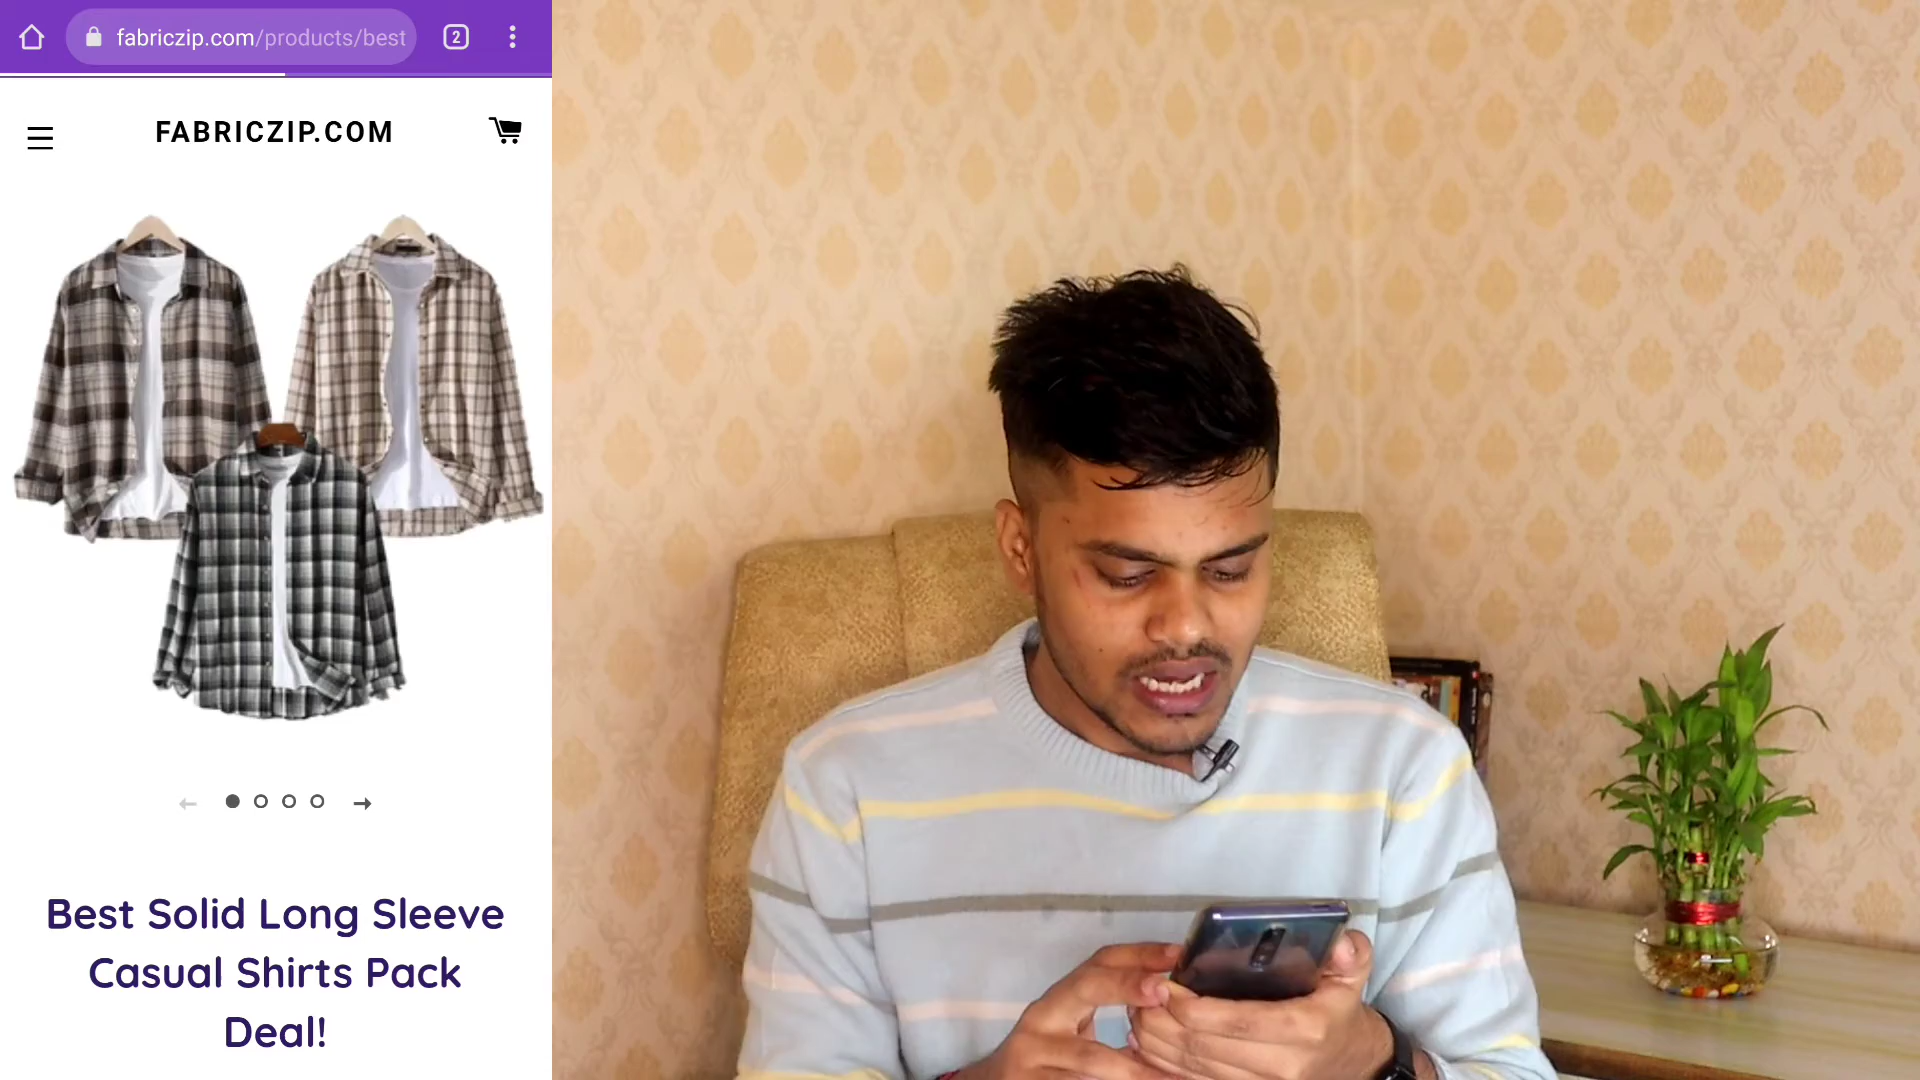 fabriczip.com/products/best
2
FABRICZIP.COM
Best Solid Long Sleeve
Casual Shirts Pack
Deal!